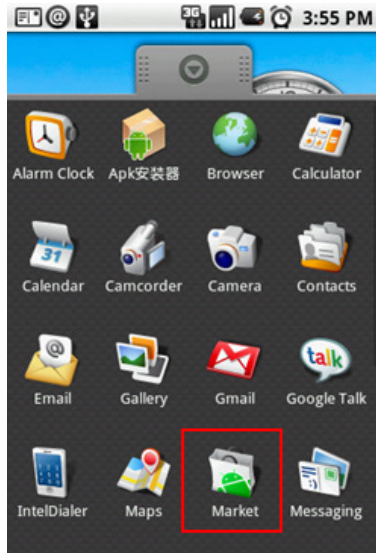 3G
3:55 PM
Alarm Clock Apk安装器 Browser Calculator
31
Calendar Camcorder Camera Contacts
@
talk
Email Gallery Gmail Google Talk
IntelDialer Maps Market Messaging